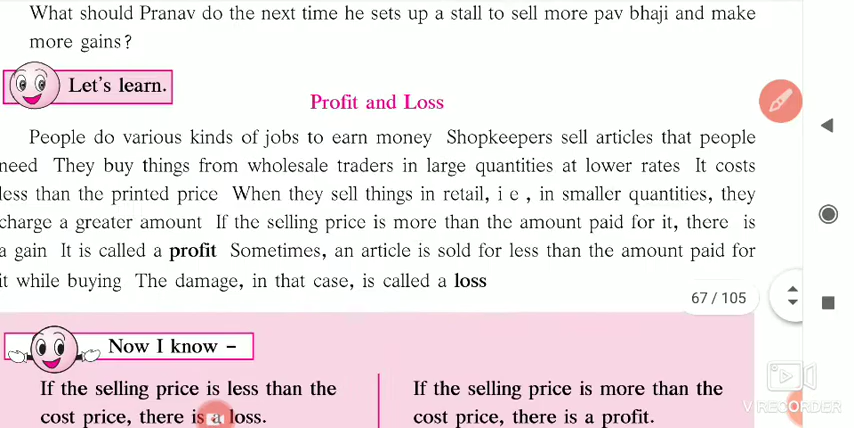 What should Pranav do the next time he sets up a stall to sell more pav bhaji and make
more gains?
Let's learn.
Profit and Loss
People do various kinds of jobs to earn money Shopkeepers sell articles that people
need They buy things from wholesale traders in large quantities at lower rates It costs
less than the printed price When they sell things in retail, i e , in smaller quantities, they
charge a greater amount If the selling price is more than the amount paid for it, there is
a gain It is called a profit Sometimes, an article is sold for less than the amount paid for
it while buying The damage, in that case, is called a loss
67 / 105
Now I know -
If the selling price is less than the
cost price, there is a loss.
If the selling price is more than the
cost price, there is a profit.
V RECORDER